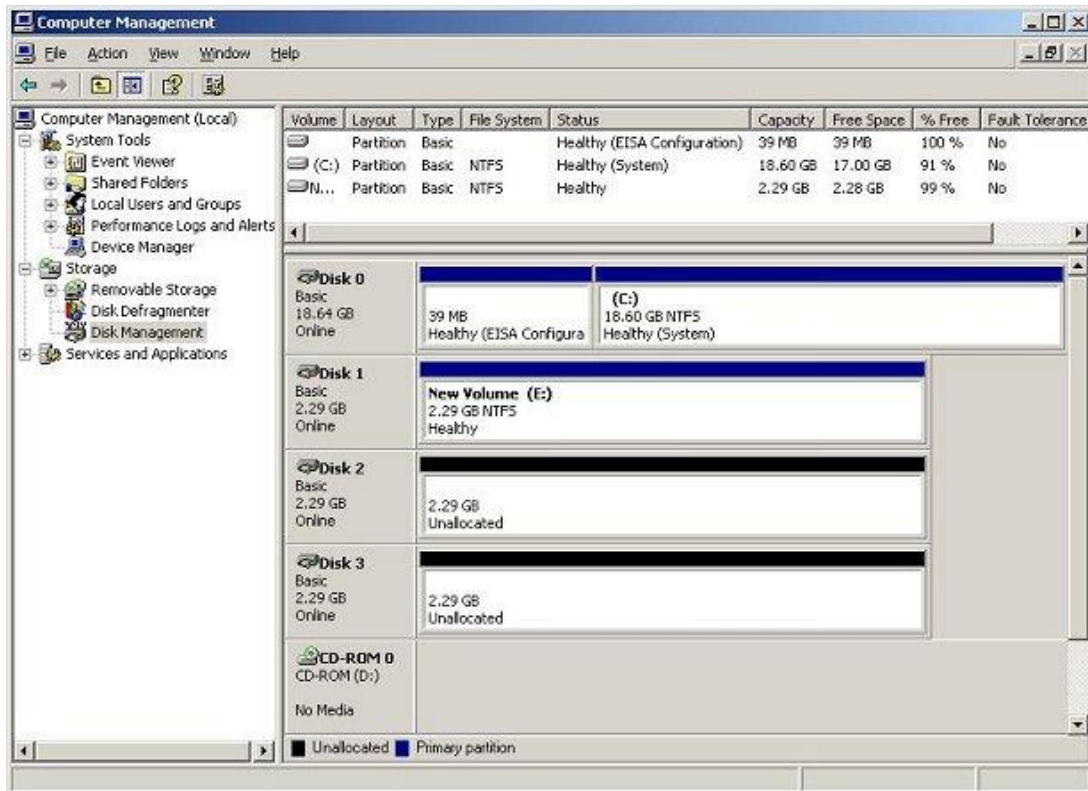 Computer Management
File Action View Window Help
Computer Management (Local)
System Tools
Event Viewer
Shared Folders
Local Users and Groups
Performance Logs and Alerts
Device Manager
Storage
Removable Storage
Disk Defragmenter
Disk Management
Services and Applications
Volume Layout Type File System Status Capacity Free Space % Free Fault Tolerance
Partition Basic Healthy (EISA Configuration) 39 MB 39 MB 100 % No
(C:) Partition Basic NTFS Healthy (System) 18.60 GB 17.00 GB 91 % No
N... Partition Basic NTFS Healthy 2.29 GB 2.28 GB 99 % No
Disk 0
Basic
18.64 GB
Online
39 MB
Healthy (EISA Configura
(C:)
18.60 GB NTFS
Healthy (System)
Disk 1
Basic
2.29 GB
Online
New Volume (E:)
2.29 GB NTFS
Healthy
Disk 2
Basic
2.29 GB
Online
2.29 GB
Unallocated
Disk 3
Basic
2.29 GB
Online
2.29 GB
Unallocated
CD-ROM 0
CD-ROM (D:)
No Media
Unallocated Primary partition